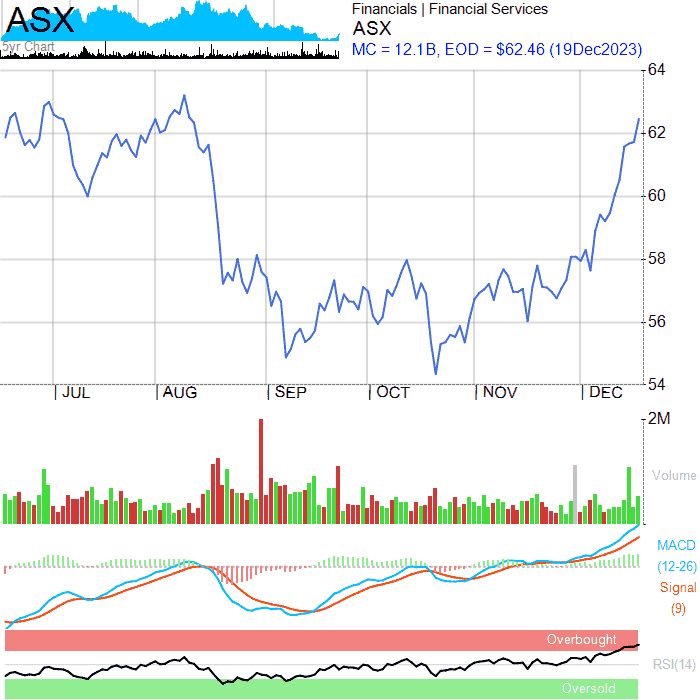 ASX
5yr Chart
Financials | Financial Services
ASX
MC = 12.1B, EOD = $62.46 (19Dec2023)
64
62
60
58
56
54
JUL
AUG
SEP
OCT
NOV
DEC
2M
Volume
MACD
(12-26)
Signal
(9)
Overbought
RSI(14)
Oversold